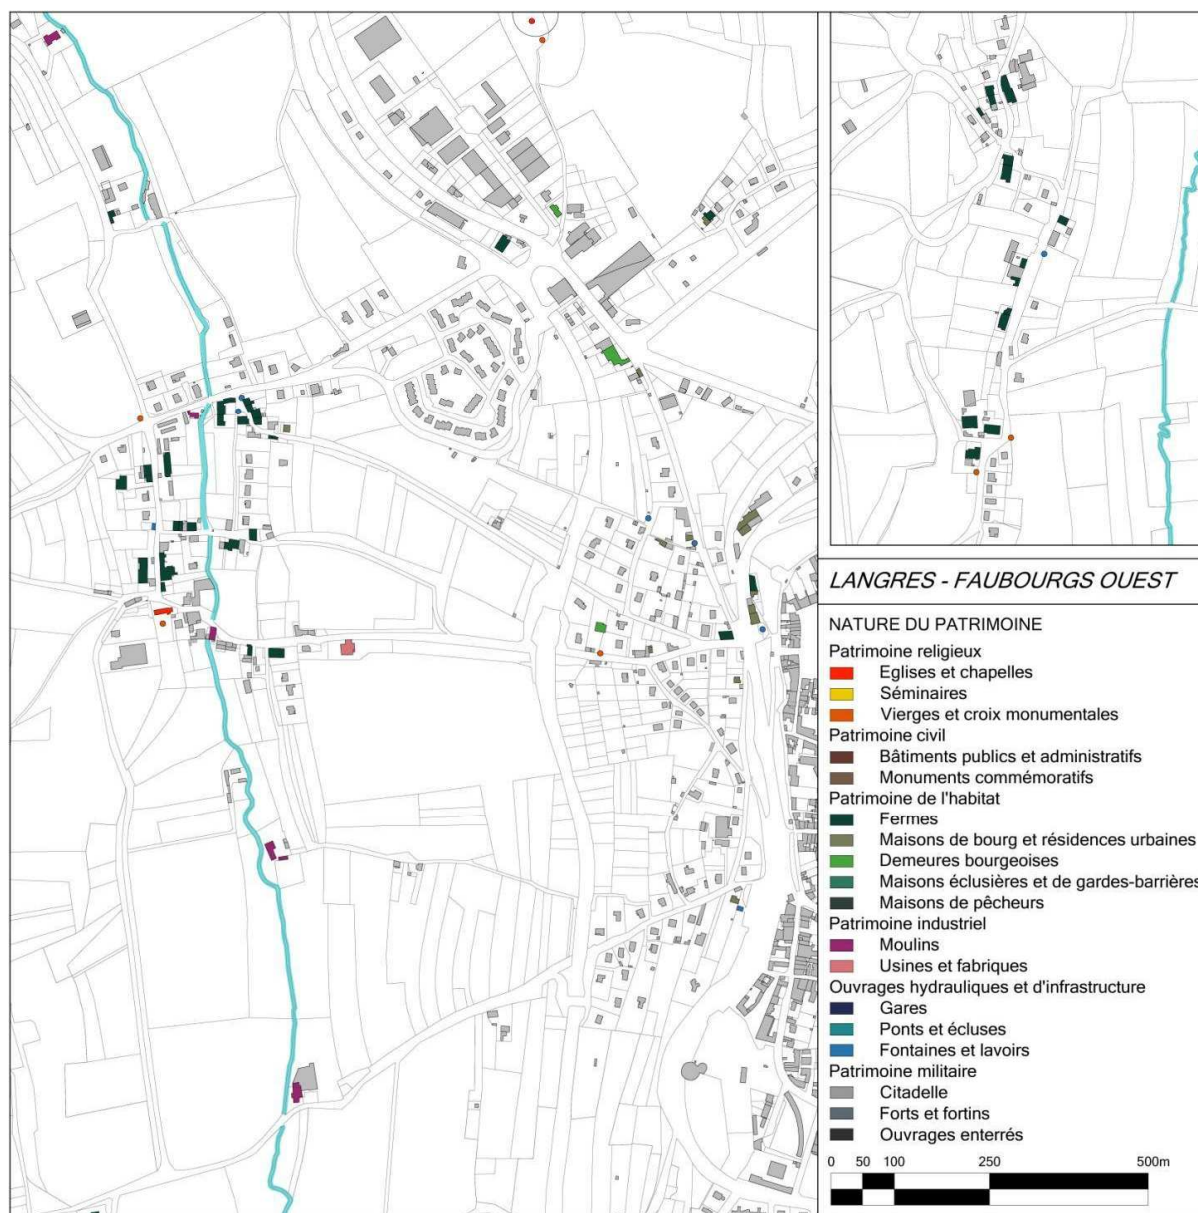 LANGRES - FAUBOURGS OUEST
NATURE DU PATRIMOINE
Patrimoine religieux
Eglises et chapelles
Séminaires
Vierges et croix monumentales
Patrimoine civil
Bâtiments publics et administratifs
Monuments commémoratifs
Patrimoine de l'habitat
Fermes
Maisons de bourg et résidences urbaines
Demeures bourgeoises
Maisons éclusières et de gardes-barrières
Maisons de pêcheurs
Patrimoine industriel
Moulins
Usines et fabriques
Ouvrages hydrauliques et d'infrastructure
Gares
Ponts et écluses
Fontaines et lavoirs
Patrimoine militaire
Citadelle
Forts et fortins
Ouvrages enterrés
0 50 100 250 500m